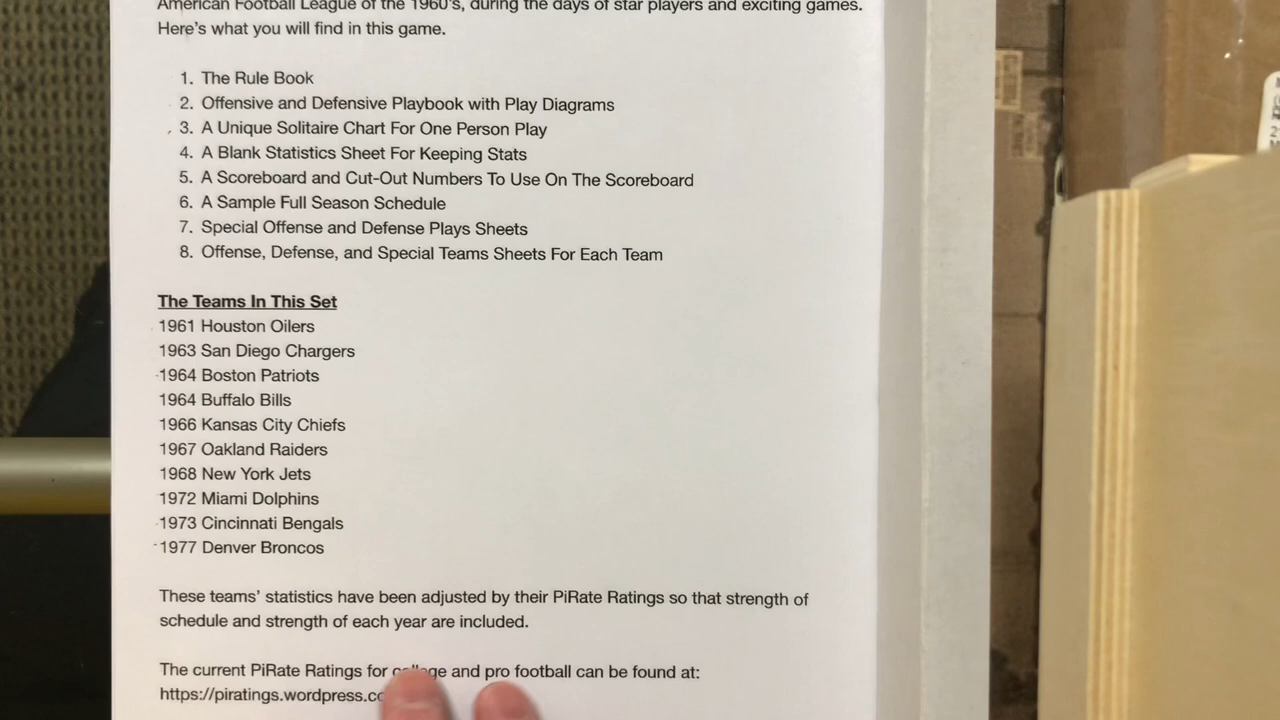 American Football League of the 1960's, during the days of star players and exciting games.
Here's what you will find in this game.
1. The Rule Book
2. Offensive and Defensive Playbook with Play Diagrams
3. A Unique Solitaire Chart For One Person Play
4. A Blank Statistics Sheet For Keeping Stats
5. A Scoreboard and Cut-Out Numbers To Use On The Scoreboard
6. A Sample Full Season Schedule
7. Special Offense and Defense Plays Sheets
8. Offense, Defense, and Special Teams Sheets For Each Team
The Teams In This Set
1961 Houston Oilers
1963 San Diego Chargers
1964 Boston Patriots
1964 Buffalo Bills
1966 Kansas City Chiefs
1967 Oakland Raiders
1968 New York Jets
1972 Miami Dolphins
1973 Cincinnati Bengals
1977 Denver Broncos
These teams' statistics have been adjusted by their PiRate Ratings so that strength of
schedule and strength of each year are included.
The current PiRate Ratings for college and pro football can be found at:
https://piratings.wordpress.co